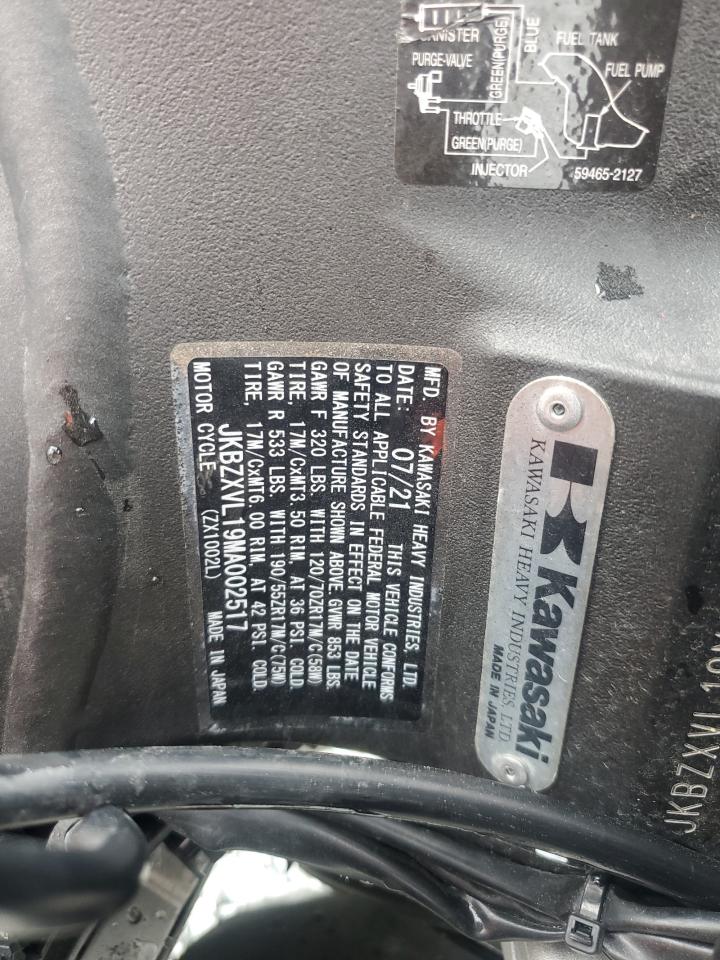 CANISTER
PURGE-VALVE
GREEN(PURGE)
BLUE
FUEL TANK
FUEL PUMP
THROTTLE
GREEN(PURGE)
INJECTOR
59465-2127
MFD. BY KAWASAKI HEAVY INDUSTRIES, LTD.
DATE: 07/21 THIS VEHICLE CONFORMS
TO ALL APPLICABLE FEDERAL MOTOR VEHICLE
SAFETY STANDARDS IN EFFECT ON THE DATE
OF MANUFACTURE SHOWN ABOVE. GVWR 853 LBS.
GAWR F 320 LBS. WITH 120/70ZR17M/C(58W)
TIRE, 17M/CxMT3.50 RIM, AT 36 PSI. COLD.
GAWR R 533 LBS. WITH 190/55ZR17M/C(75W)
TIRE, 17M/CxMT6.00 RIM, AT 42 PSI. COLD.
JKBZXVL19MA002517
MOTOR CYCLE (ZX1002L) MADE IN JAPAN
K Kawasaki
KAWASAKI HEAVY INDUSTRIES, LTD.
MADE IN JAPAN
JKBZXVL19